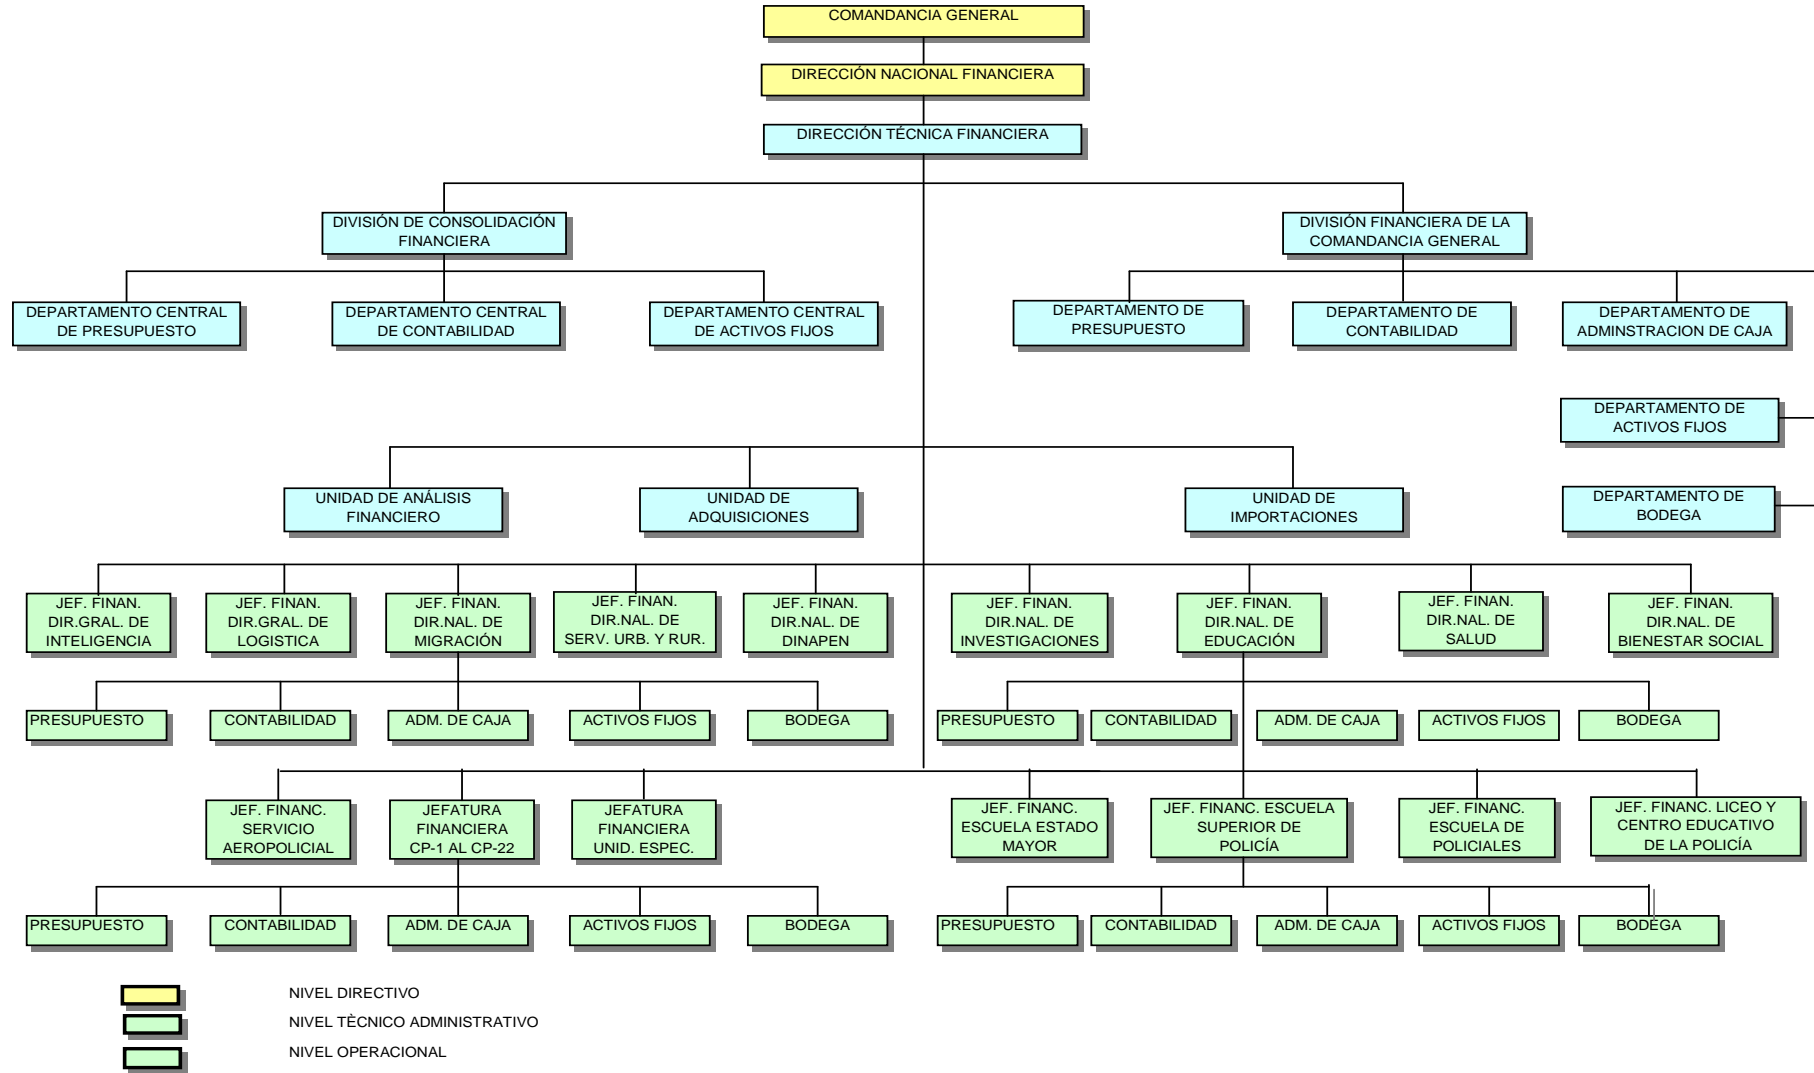 COMANDANCIA GENERAL
DIRECCIÓN NACIONAL FINANCIERA
DIRECCIÓN TÉCNICA FINANCIERA
DIVISIÓN DE CONSOLIDACIÓN
FINANCIERA
DIVISIÓN FINANCIERA DE LA
COMANDANCIA GENERAL
DEPARTAMENTO CENTRAL
DE PRESUPUESTO
DEPARTAMENTO CENTRAL
DE CONTABILIDAD
DEPARTAMENTO CENTRAL
DE ACTIVOS FIJOS
DEPARTAMENTO DE
PRESUPUESTO
DEPARTAMENTO DE
CONTABILIDAD
DEPARTAMENTO DE
ADMINSTRACION DE CAJA
DEPARTAMENTO DE
ACTIVOS FIJOS
UNIDAD DE ANÁLISIS
FINANCIERO
UNIDAD DE
ADQUISICIONES
UNIDAD DE
IMPORTACIONES
DEPARTAMENTO DE
BODEGA
JEF. FINAN.
DIR.GRAL. DE
INTELIGENCIA
JEF. FINAN.
DIR.GRAL. DE
LOGISTICA
JEF. FINAN.
DIR.NAL. DE
MIGRACIÓN
JEF. FINAN.
DIR.NAL. DE
SERV. URB. Y RUR.
JEF. FINAN.
DIR.NAL. DE
DINAPEN
JEF. FINAN.
DIR.NAL. DE
INVESTIGACIONES
JEF. FINAN.
DIR.NAL. DE
EDUCACIÓN
JEF. FINAN.
DIR.NAL. DE
SALUD
JEF. FINAN.
DIR.NAL. DE
BIENESTAR SOCIAL
PRESUPUESTO
CONTABILIDAD
ADM. DE CAJA
ACTIVOS FIJOS
BODEGA
PRESUPUESTO
CONTABILIDAD
ADM. DE CAJA
ACTIVOS FIJOS
BODEGA
JEF. FINANC.
SERVICIO
AEROPOLICIAL
JEFATURA
FINANCIERA
CP-1 AL CP-22
JEFATURA
FINANCIERA
UNID. ESPEC.
JEF. FINANC.
ESCUELA ESTADO
MAYOR
JEF. FINANC. ESCUELA
SUPERIOR DE
POLICÍA
JEF. FINANC.
ESCUELA DE
POLICIALES
JEF. FINANC. LICEO Y
CENTRO EDUCATIVO
DE LA POLICÍA
PRESUPUESTO
CONTABILIDAD
ADM. DE CAJA
ACTIVOS FIJOS
BODEGA
PRESUPUESTO
CONTABILIDAD
ADM. DE CAJA
ACTIVOS FIJOS
BODEGA
NIVEL DIRECTIVO
NIVEL TÈCNICO ADMINISTRATIVO
NIVEL OPERACIONAL